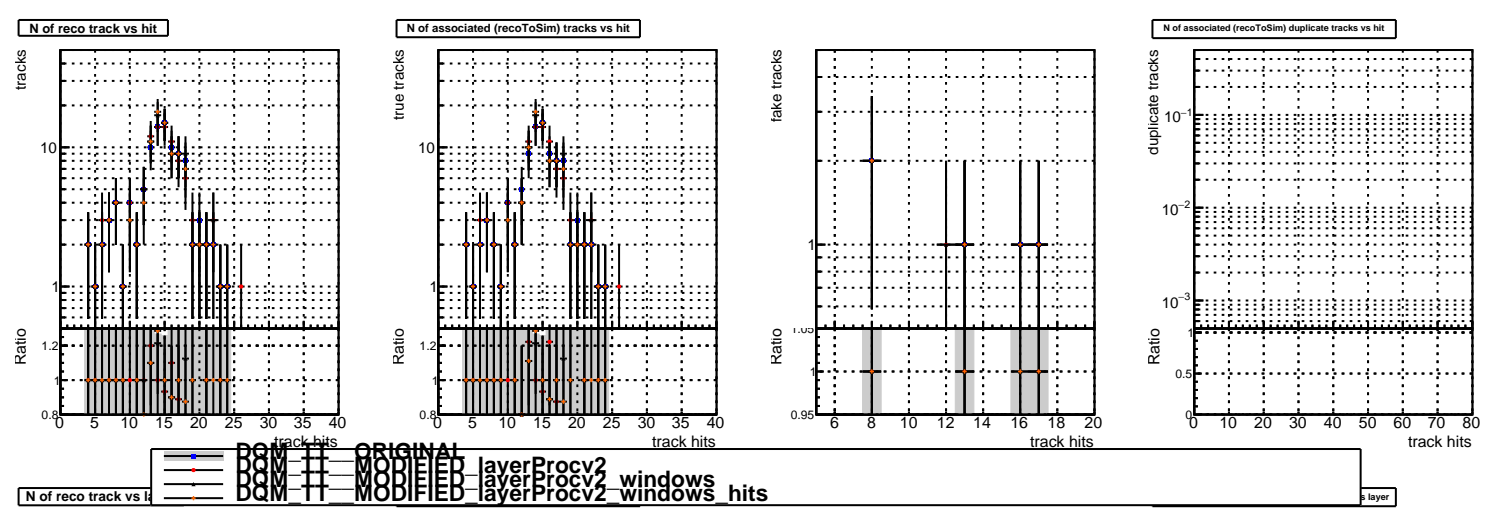 N of reco track vs hit
N of associated (recoToSim) tracks vs hit
N of associated (recoToSim) duplicate tracks vs hit
tracks
10
1
Ratio
1.2
1
0.8
0 5 10 15 20 25 30 35 40
track hits
true tracks
10
1
Ratio
1.2
1
0.8
0 5 10 15 20 25 30 35 40
track hits
fake tracks
1
Ratio
1.05
1
0.95
6 8 10 12 14 16 18 20
track hits
duplicate tracks
10−1
10−2
10−3
Ratio
1
0.5
0
0 10 20 30 40 50 60 70 80
track hits
DQM_TT__ORIGINAL
DQM_TT__MODIFIED_layerProcv2
DQM_TT__MODIFIED_layerProcv2_windows
DQM_TT__MODIFIED_layerProcv2_windows_hits
N of reco track vs
layer